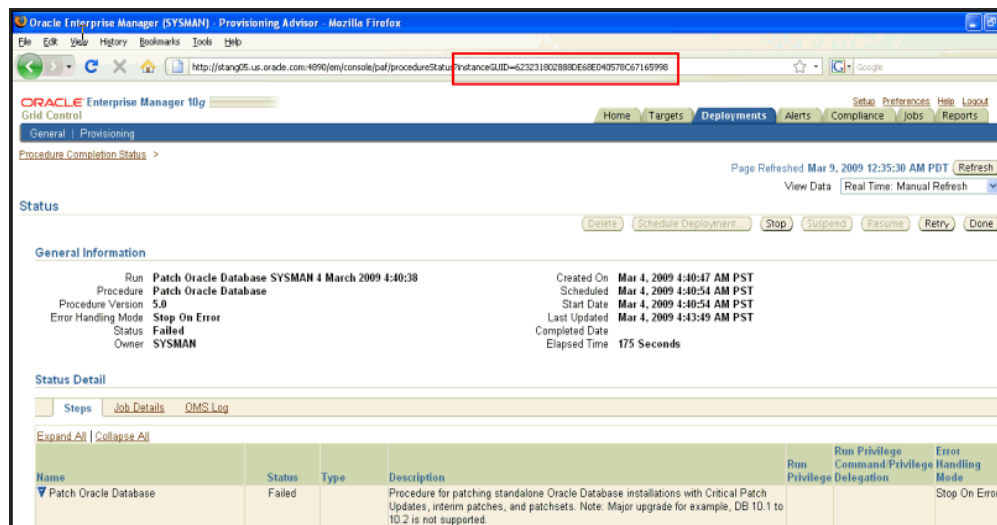 Oracle Enterprise Manager (SYSMAN) - Provisioning Advisor - Mozilla Firefox
File Edit View History Bookmarks Tools Help
http://stang05.us.oracle.com:4890/em/console/paf/procedureStatus?instanceGUID=623231802888DE68E040578C67165998
Google
ORACLE Enterprise Manager 10g
Grid Control
Setup Preferences Help Logout
Home Targets Deployments Alerts Compliance Jobs Reports
General | Provisioning
Procedure Completion Status >
Page Refreshed Mar 9, 2009 12:35:30 AM PDT Refresh
View Data Real Time: Manual Refresh
Status
Delete Schedule Deployment... Stop Suspend Resume Retry Done
General Information
Run Patch Oracle Database SYSMAN 4 March 2009 4:40:38
Procedure Patch Oracle Database
Procedure Version 5.0
Error Handling Mode Stop On Error
Status Failed
Owner SYSMAN
Created On Mar 4, 2009 4:40:47 AM PST
Scheduled Mar 4, 2009 4:40:54 AM PST
Start Date Mar 4, 2009 4:40:54 AM PST
Last Updated Mar 4, 2009 4:43:49 AM PST
Completed Date
Elapsed Time 175 Seconds
Status Detail
Steps Job Details OMS Log
Expand All | Collapse All
Name Status Type Description Run Privilege Run Privilege Command/Privilege Delegation Error Handling Mode
Patch Oracle Database Failed Procedure for patching standalone Oracle Database installations with Critical Patch Stop On Error
Updates, interim patches, and patchsets. Note: Major upgrade for example, DB 10.1 to
10.2 is not supported.